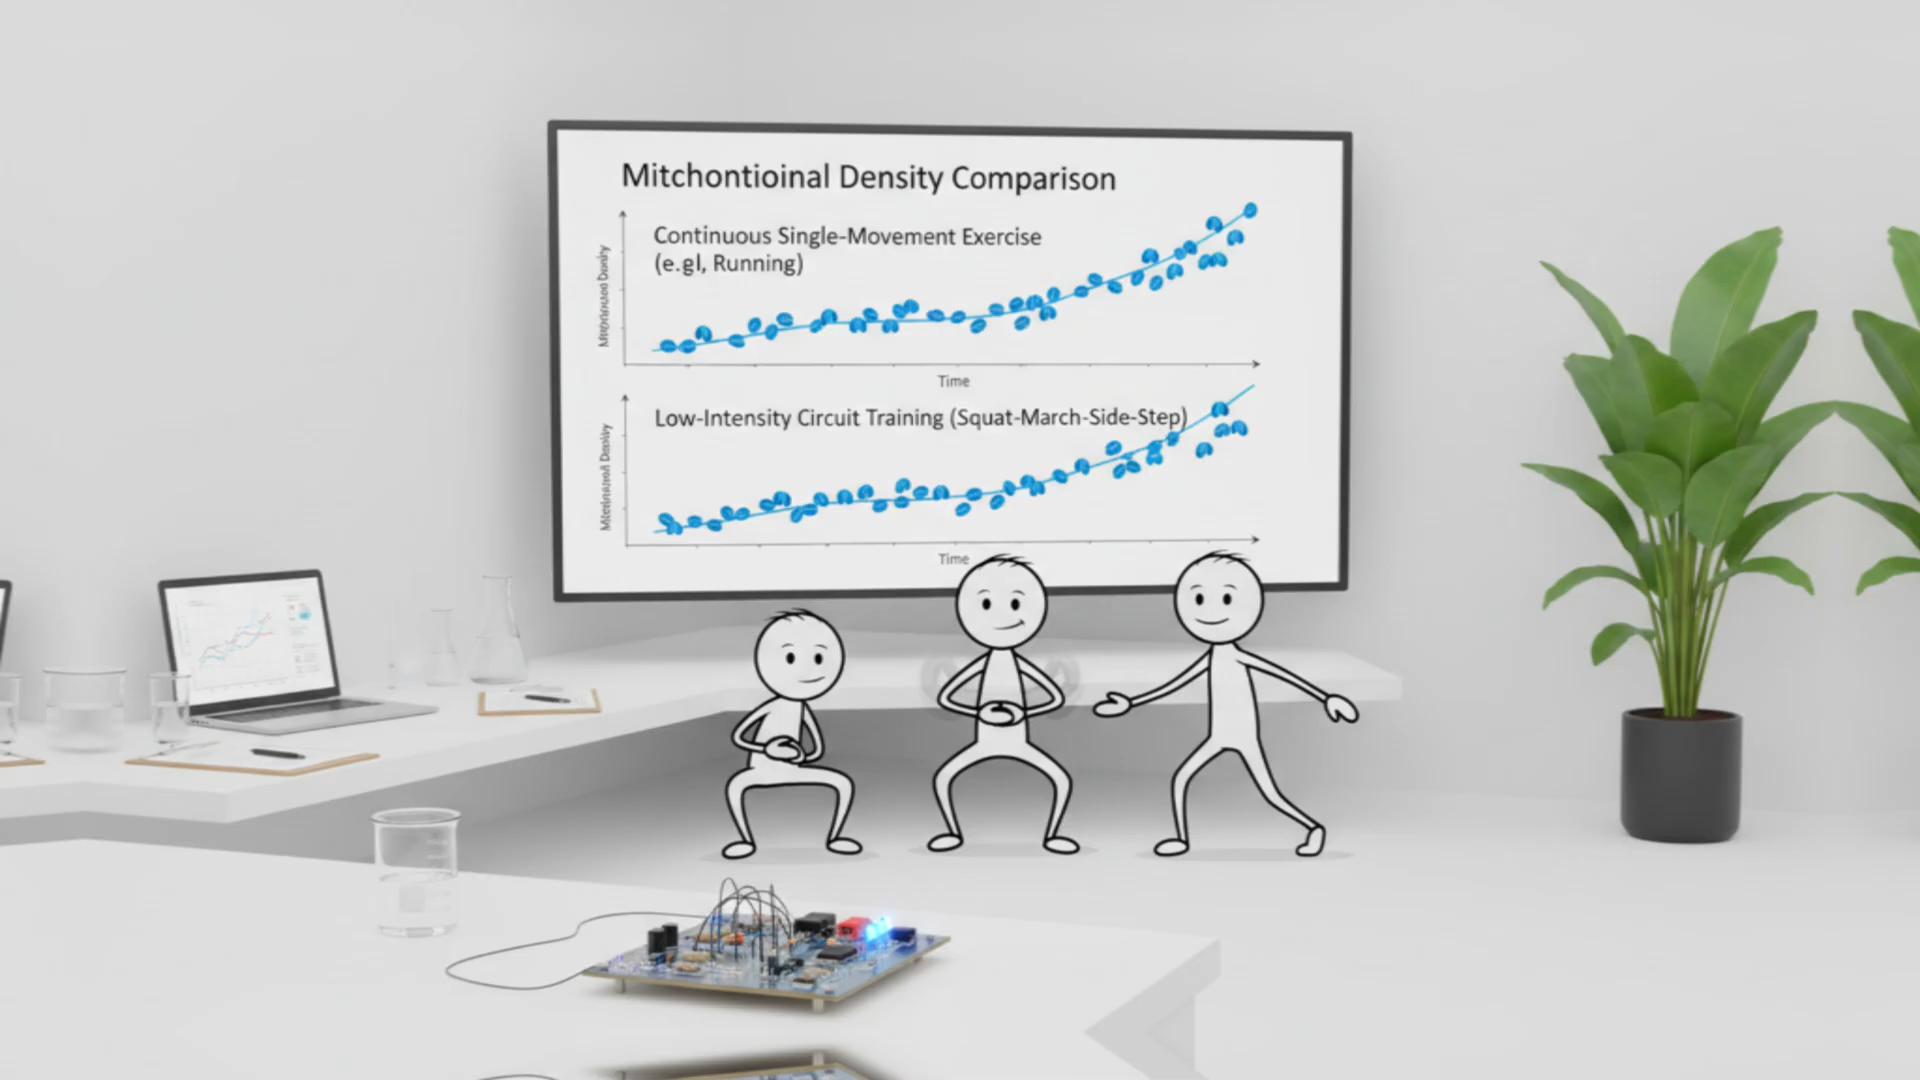 Mitchontioinal Density Comparison
Continuous Single-Movement Exercise
(e.gl, Running)
Time
Low-Intensity Circuit Training (Squat-March-Side-Step)
Time